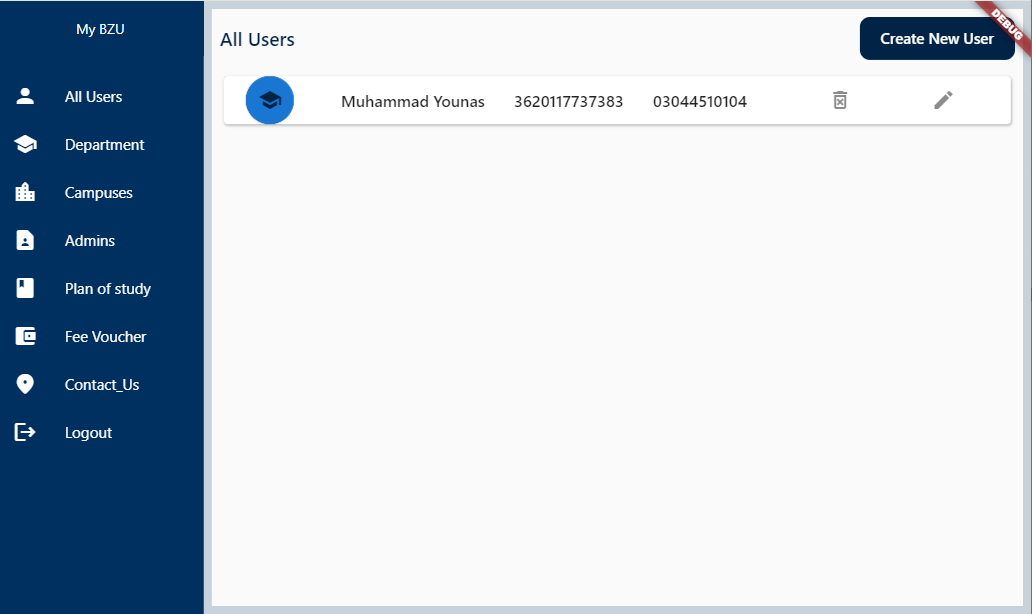 My BZU
All Users
Department
Campuses
Admins
Plan of study
Fee Voucher
Contact_Us
Logout
All Users
Create New User
DEBUG
Muhammad Younas 3620117737383 03044510104